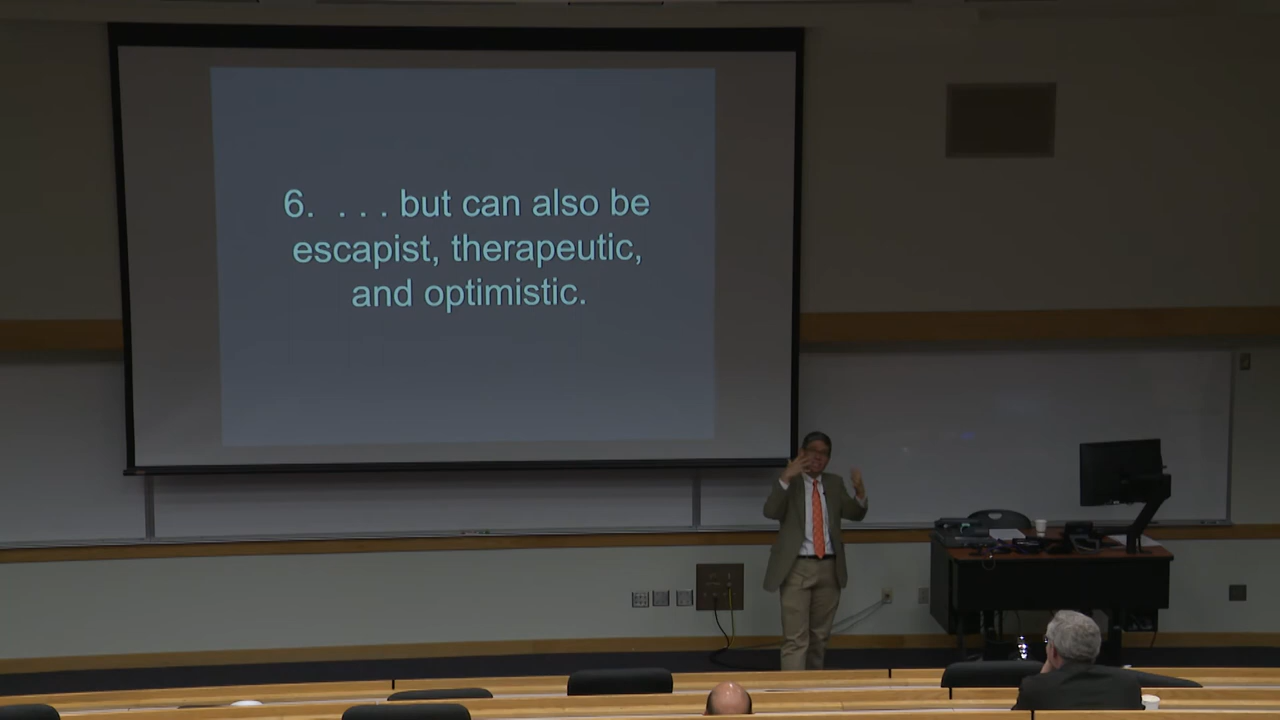 6. . . . but can also be
escapist, therapeutic,
and optimistic.